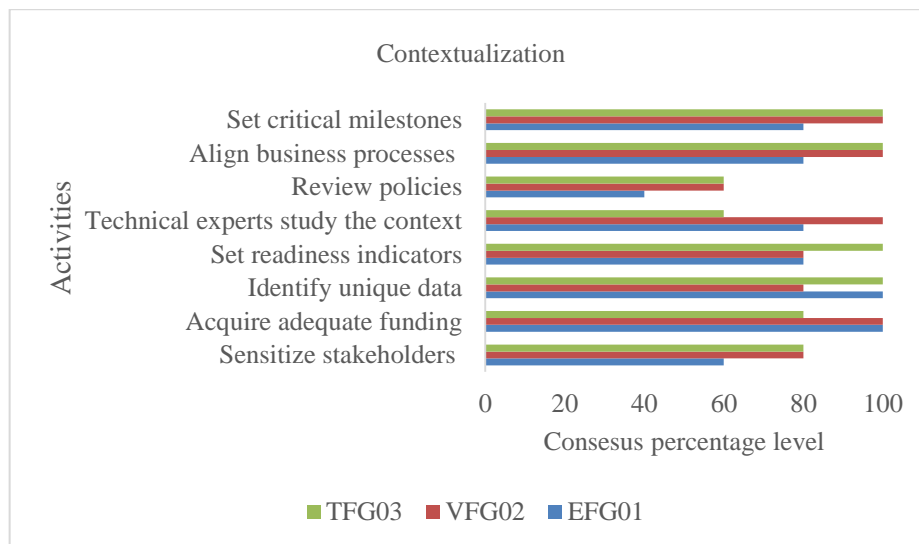 Contextualization
Set critical milestones
Align business processes
Review policies
Technical experts study the context
Set readiness indicators
Identify unique data
Acquire adequate funding
Sensitize stakeholders
Activities
0 20 40 60 80 100
Consesus percentage level
TFG03 VFG02 EFG01